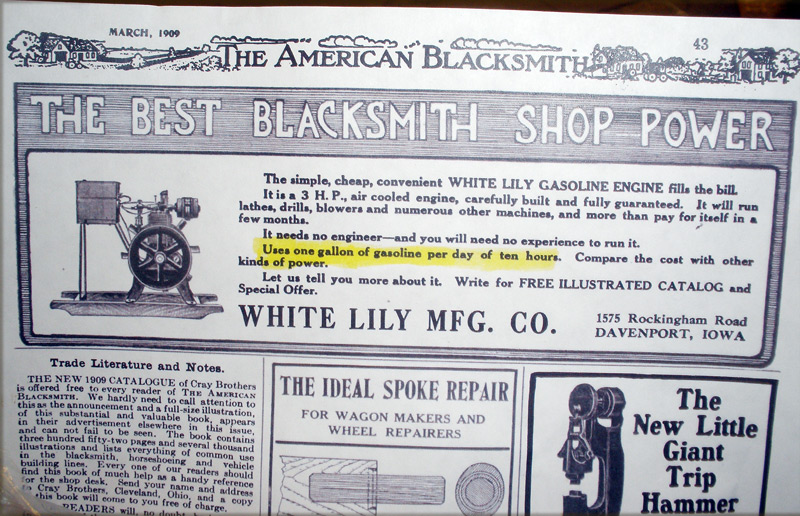 MARCH, 1909
43
THE AMERICAN BLACKSMITH
THE BEST BLACKSMITH SHOP POWER
The simple, cheap, convenient WHITE LILY GASOLINE ENGINE fills the bill.
It is a 3 H. P., air cooled engine, carefully built and fully guaranteed. It will run
lathes, drills, blowers and numerous other machines, and more than pay for itself in a
few months.
It needs no engineer—and you will need no experience to run it.
Uses one gallon of gasoline per day of ten hours. Compare the cost with other
kinds of power.
Let us tell you more about it. Write for FREE ILLUSTRATED CATALOG and
Special Offer.
WHITE LILY MFG. CO.
1575 Rockingham Road
DAVENPORT, IOWA
Trade Literature and Notes.
THE NEW 1909 CATALOGUE of Cray Brothers
is offered free to every reader of THE AMERICAN
BLACKSMITH. We hardly need to call attention to
this as the announcement and a full-size illustration,
of this substantial and valuable book, appears
in their advertisement elsewhere in this issue,
and can not fail to be seen. The book contains
three hundred fifty-two pages and several thousand
illustrations and lists everything of common use
in the blacksmith, horseshoeing and vehicle
building lines. Every one of our readers should
find this book of much help as a handy reference
for the shop desk. Send your name and address
Cray Brothers, Cleveland, Ohio, and a copy
this book will come to you free of charge.
READERS will, no doubt
THE IDEAL SPOKE REPAIR
FOR WAGON MAKERS AND
WHEEL REPAIRERS
The
New Little
Giant
Trip
Hammer